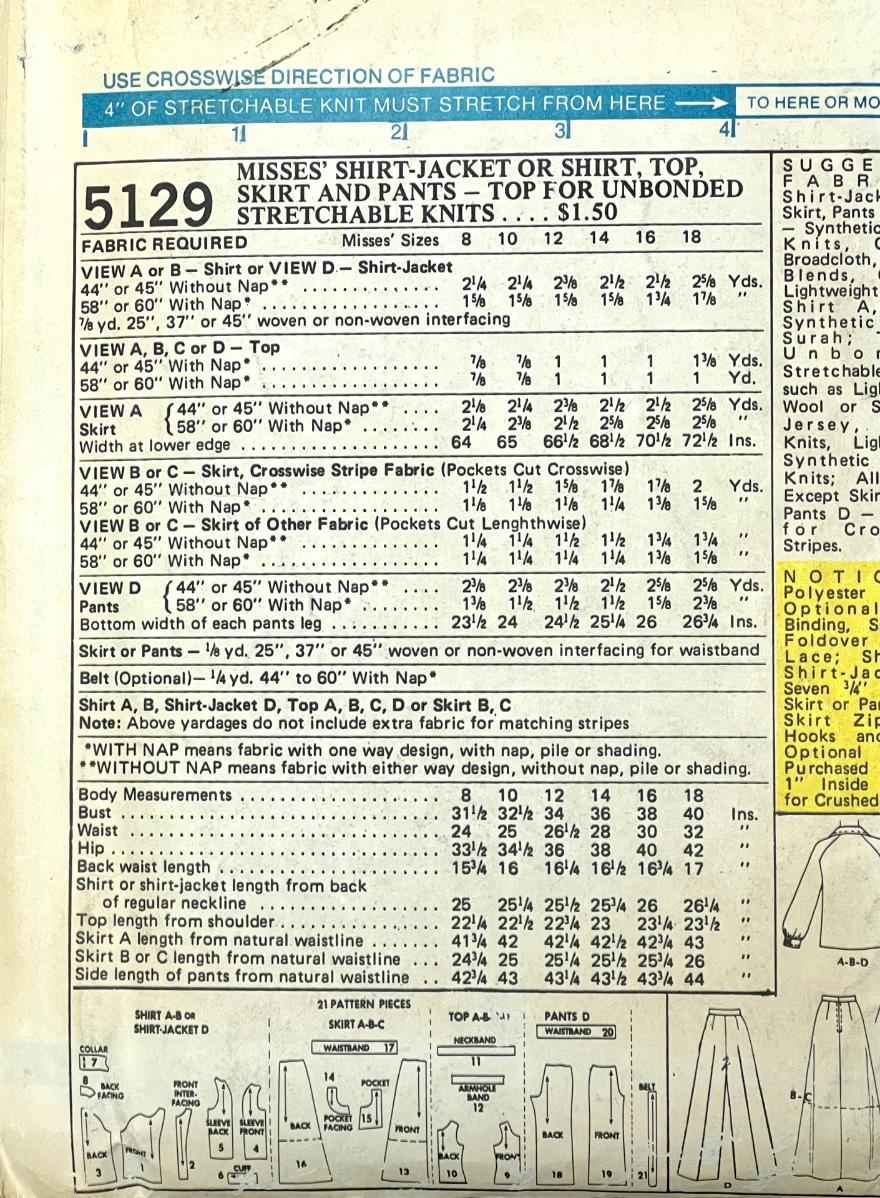 USE CROSSWISE DIRECTION OF FABRIC
4" OF STRETCHABLE KNIT MUST STRETCH FROM HERE → TO HERE OR MO
1 2 3 4
5129
MISSES' SHIRT-JACKET OR SHIRT, TOP,
SKIRT AND PANTS – TOP FOR UNBONDED
STRETCHABLE KNITS . . . . $1.50
FABRIC REQUIRED Misses' Sizes 8 10 12 14 16 18
VIEW A or B – Shirt or VIEW D – Shirt-Jacket
44" or 45" Without Nap** . . . . . . . . . . . . . . . 2¼ 2¼ 2⅜ 2½ 2½ 2⅝ Yds.
58" or 60" With Nap* . . . . . . . . . . . . . . . . . . . 1⅝ 1⅝ 1⅝ 1⅝ 1¾ 1⅞ "
⅞ yd. 25", 37" or 45" woven or non-woven interfacing
VIEW A, B, C or D – Top
44" or 45" With Nap* . . . . . . . . . . . . . . . . . . . ⅞ ⅞ 1 1 1 1⅜ Yds.
58" or 60" With Nap* . . . . . . . . . . . . . . . . . . . ⅞ ⅞ 1 1 1 1 Yd.
VIEW A { 44" or 45" Without Nap** . . . . 2⅛ 2¼ 2⅜ 2½ 2½ 2⅝ Yds.
Skirt { 58" or 60" With Nap* . . . . . . . . 2¼ 2⅜ 2½ 2⅝ 2⅝ 2⅝ "
Width at lower edge . . . . . . . . . . . . . . . . . . . . 64 65 66½ 68½ 70½ 72½ Ins.
VIEW B or C – Skirt, Crosswise Stripe Fabric (Pockets Cut Crosswise)
44" or 45" Without Nap** . . . . . . . . . . . . . . . 1½ 1½ 1⅝ 1⅞ 1⅞ 2 Yds.
58" or 60" With Nap* . . . . . . . . . . . . . . . . . . . 1⅛ 1⅛ 1⅛ 1¼ 1⅜ 1⅝ "
VIEW B or C – Skirt of Other Fabric (Pockets Cut Lenghthwise)
44" or 45" Without Nap** . . . . . . . . . . . . . . . 1¼ 1¼ 1½ 1½ 1¾ 1¾ "
58" or 60" With Nap* . . . . . . . . . . . . . . . . . . . 1¼ 1¼ 1¼ 1¼ 1⅜ 1⅝ "
VIEW D { 44" or 45" Without Nap** . . . . . . 2⅜ 2⅜ 2⅜ 2½ 2⅝ 2⅝ Yds.
Pants { 58" or 60" With Nap* . . . . . . . . 1⅜ 1½ 1½ 1½ 1⅝ 2⅜ "
Bottom width of each pants leg . . . . . . . . . . . 23½ 24 24½ 25¼ 26 26¾ Ins.
Skirt or Pants – ⅛ yd. 25", 37" or 45" woven or non-woven interfacing for waistband
Belt (Optional)– ¼ yd. 44" to 60" With Nap*
Shirt A, B, Shirt-Jacket D, Top A, B, C, D or Skirt B, C
Note: Above yardages do not include extra fabric for matching stripes
*WITH NAP means fabric with one way design, with nap, pile or shading.
**WITHOUT NAP means fabric with either way design, without nap, pile or shading.
Body Measurements . . . . . . . . . . . . . . . . . . . . 8 10 12 14 16 18
Bust . . . . . . . . . . . . . . . . . . . . . . . . . . . . . . . . 31½ 32½ 34 36 38 40 Ins.
Waist . . . . . . . . . . . . . . . . . . . . . . . . . . . . . . . 24 25 26½ 28 30 32 "
Hip . . . . . . . . . . . . . . . . . . . . . . . . . . . . . . . . . 33½ 34½ 36 38 40 42 "
Back waist length . . . . . . . . . . . . . . . . . . . . . . 15¾ 16 16¼ 16½ 16¾ 17 "
Shirt or shirt-jacket length from back
of regular neckline . . . . . . . . . . . . . . . . . . 25 25¼ 25½ 25¾ 26 26¼ "
Top length from shoulder . . . . . . . . . . . . . . . . 22¼ 22½ 22¾ 23 23¼ 23½ "
Skirt A length from natural waistline . . . . . . . 41¾ 42 42¼ 42½ 42¾ 43 "
Skirt B or C length from natural waistline . . . 24¾ 25 25¼ 25½ 25¾ 26 "
Side length of pants from natural waistline . . 42¾ 43 43¼ 43½ 43¾ 44 "
SUGGE
FABR
Shirt-Jack
Skirt, Pants
– Synthetic
Knits, C
Broadcloth,
Blends,
Lightweight
Shirt A,
Synthetic
Surah;
Unbon
Stretchable
such as Ligh
Wool or S
Jersey,
Knits, Lig
Synthetic
Knits; All
Except Skir
Pants D –
for Cro
Stripes.
NOTIC
Polyester
Optional
Binding, S
Foldover
Lace; Sh
Shirt-Jac
Seven ¾"
Skirt or Pa
Skirt Zip
Hooks and
Optional
Purchased
1" Inside
for Crushed
21 PATTERN PIECES
SHIRT A-B OR
SHIRT-JACKET D
COLLAR
7
8
BACK
FACING
BACK
3
FRONT
1
FRONT
INTER-
FACING
2
SLEEVE
BACK
5
SLEEVE
FRONT
4
6 CUFF
SKIRT A-B-C
WAISTBAND 17
BACK
16
14
POCKET
FACING
POCKET
15
FRONT
13
TOP A-B
NECKBAND
11
ARMHOLE
BAND
12
BACK
10
FRONT
9
PANTS D
WAISTBAND 20
BACK
18
FRONT
19
BELT
21
D
A-B-D
B-C
A